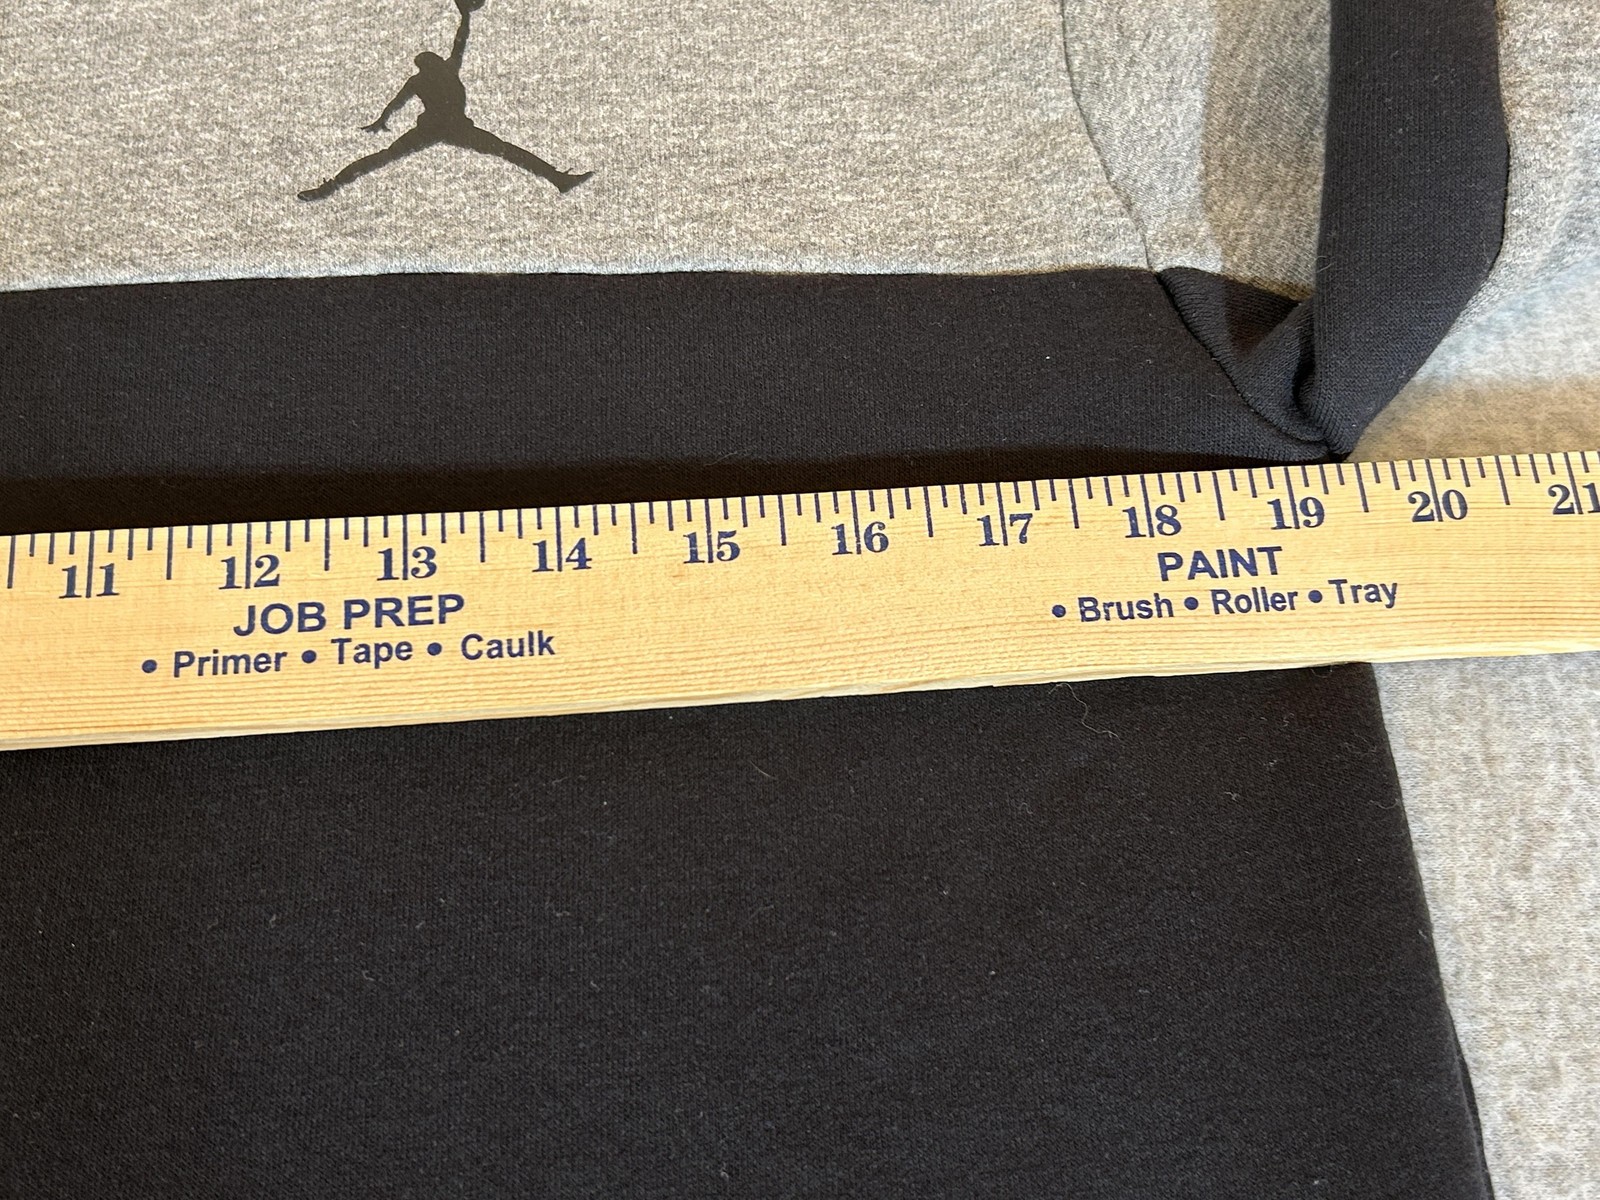 11 12 13 14 15 16 17 18 19 20 21
JOB PREP
• Primer • Tape • Caulk
PAINT
• Brush • Roller • Tray